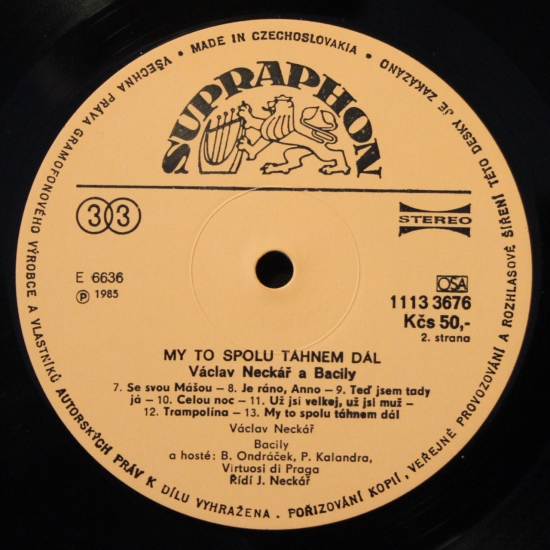 VŠECHNA PRÁVA GRAMOFONOVÉHO VÝROBCE A VLASTNÍKŮ AUTORSKÝCH PRÁV K DÍLU VYHRAŽENA. POŘIZOVÁNÍ KOPIÍ, VEŘEJNÉ PROVOZOVÁNÍ A ROZHLASOVÉ ŠÍŘENÍ TÉTO DESKY JE ZAKÁZÁNO • MADE IN CZECHOSLOVAKIA •
SUPRAPHON
33
STEREO
E 6636
Ⓟ 1985
OSA
1113 3676
Kčs 50,-
2. strana
MY TO SPOLU TÁHNEM DÁL
Václav Neckář a Bacily
7. Se svou Mášou – 8. Je ráno, Anno – 9. Teď jsem tady
já – 10. Celou noc – 11. Už jsi velkej, už jsi muž –
12. Trampolína – 13. My to spolu táhnem dál
Václav Neckář
Bacily
a hosté: B. Ondráček, P. Kalandra,
Virtuosi di Praga
Řídí J. Neckář